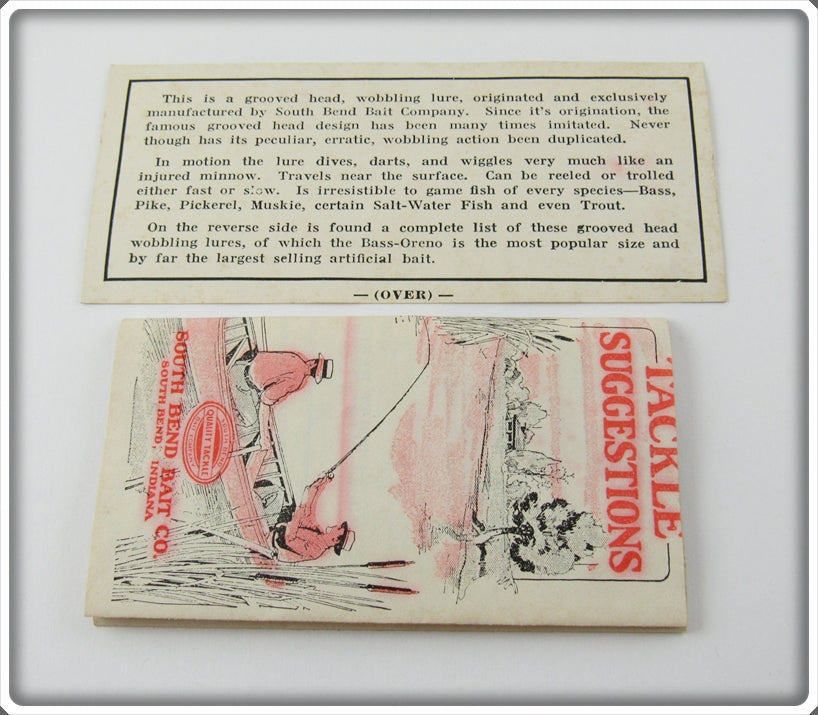 This is a grooved head, wobbling lure, originated and exclusively
manufactured by South Bend Bait Company. Since it's origination, the
famous grooved head design has been many times imitated. Never
though has its peculiar, erratic, wobbling action been duplicated.
In motion the lure dives, darts, and wiggles very much like an
injured minnow. Travels near the surface. Can be reeled or trolled
either fast or slow. Is irresistible to game fish of every species—Bass,
Pike, Pickerel, Muskie, certain Salt-Water Fish and even Trout.
On the reverse side is found a complete list of these grooved head
wobbling lures, of which the Bass-Oreno is the most popular size and
by far the largest selling artificial bait.
— (OVER) —
TACKLE
SUGGESTIONS
QUALITY TACKLE
SOUTH BEND BAIT CO.
SOUTH BEND, INDIANA